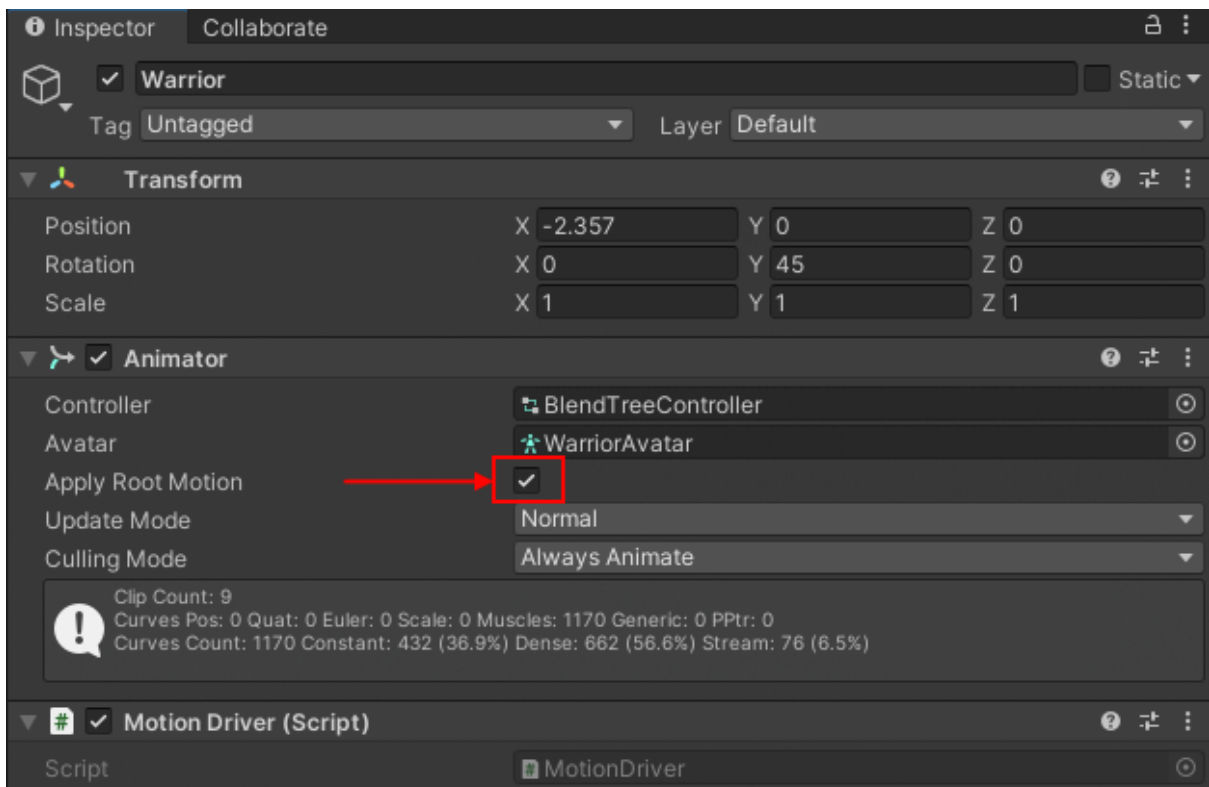 Inspector Collaborate
Warrior Static
Tag Untagged Layer Default
Transform
Position X -2.357 Y 0 Z 0
Rotation X 0 Y 45 Z 0
Scale X 1 Y 1 Z 1
Animator
Controller BlendTreeController
Avatar WarriorAvatar
Apply Root Motion
Update Mode Normal
Culling Mode Always Animate
Clip Count: 9
Curves Pos: 0 Quat: 0 Euler: 0 Scale: 0 Muscles: 1170 Generic: 0 PPtr: 0
Curves Count: 1170 Constant: 432 (36.9%) Dense: 662 (56.6%) Stream: 76 (6.5%)
# Motion Driver (Script)
Script # MotionDriver